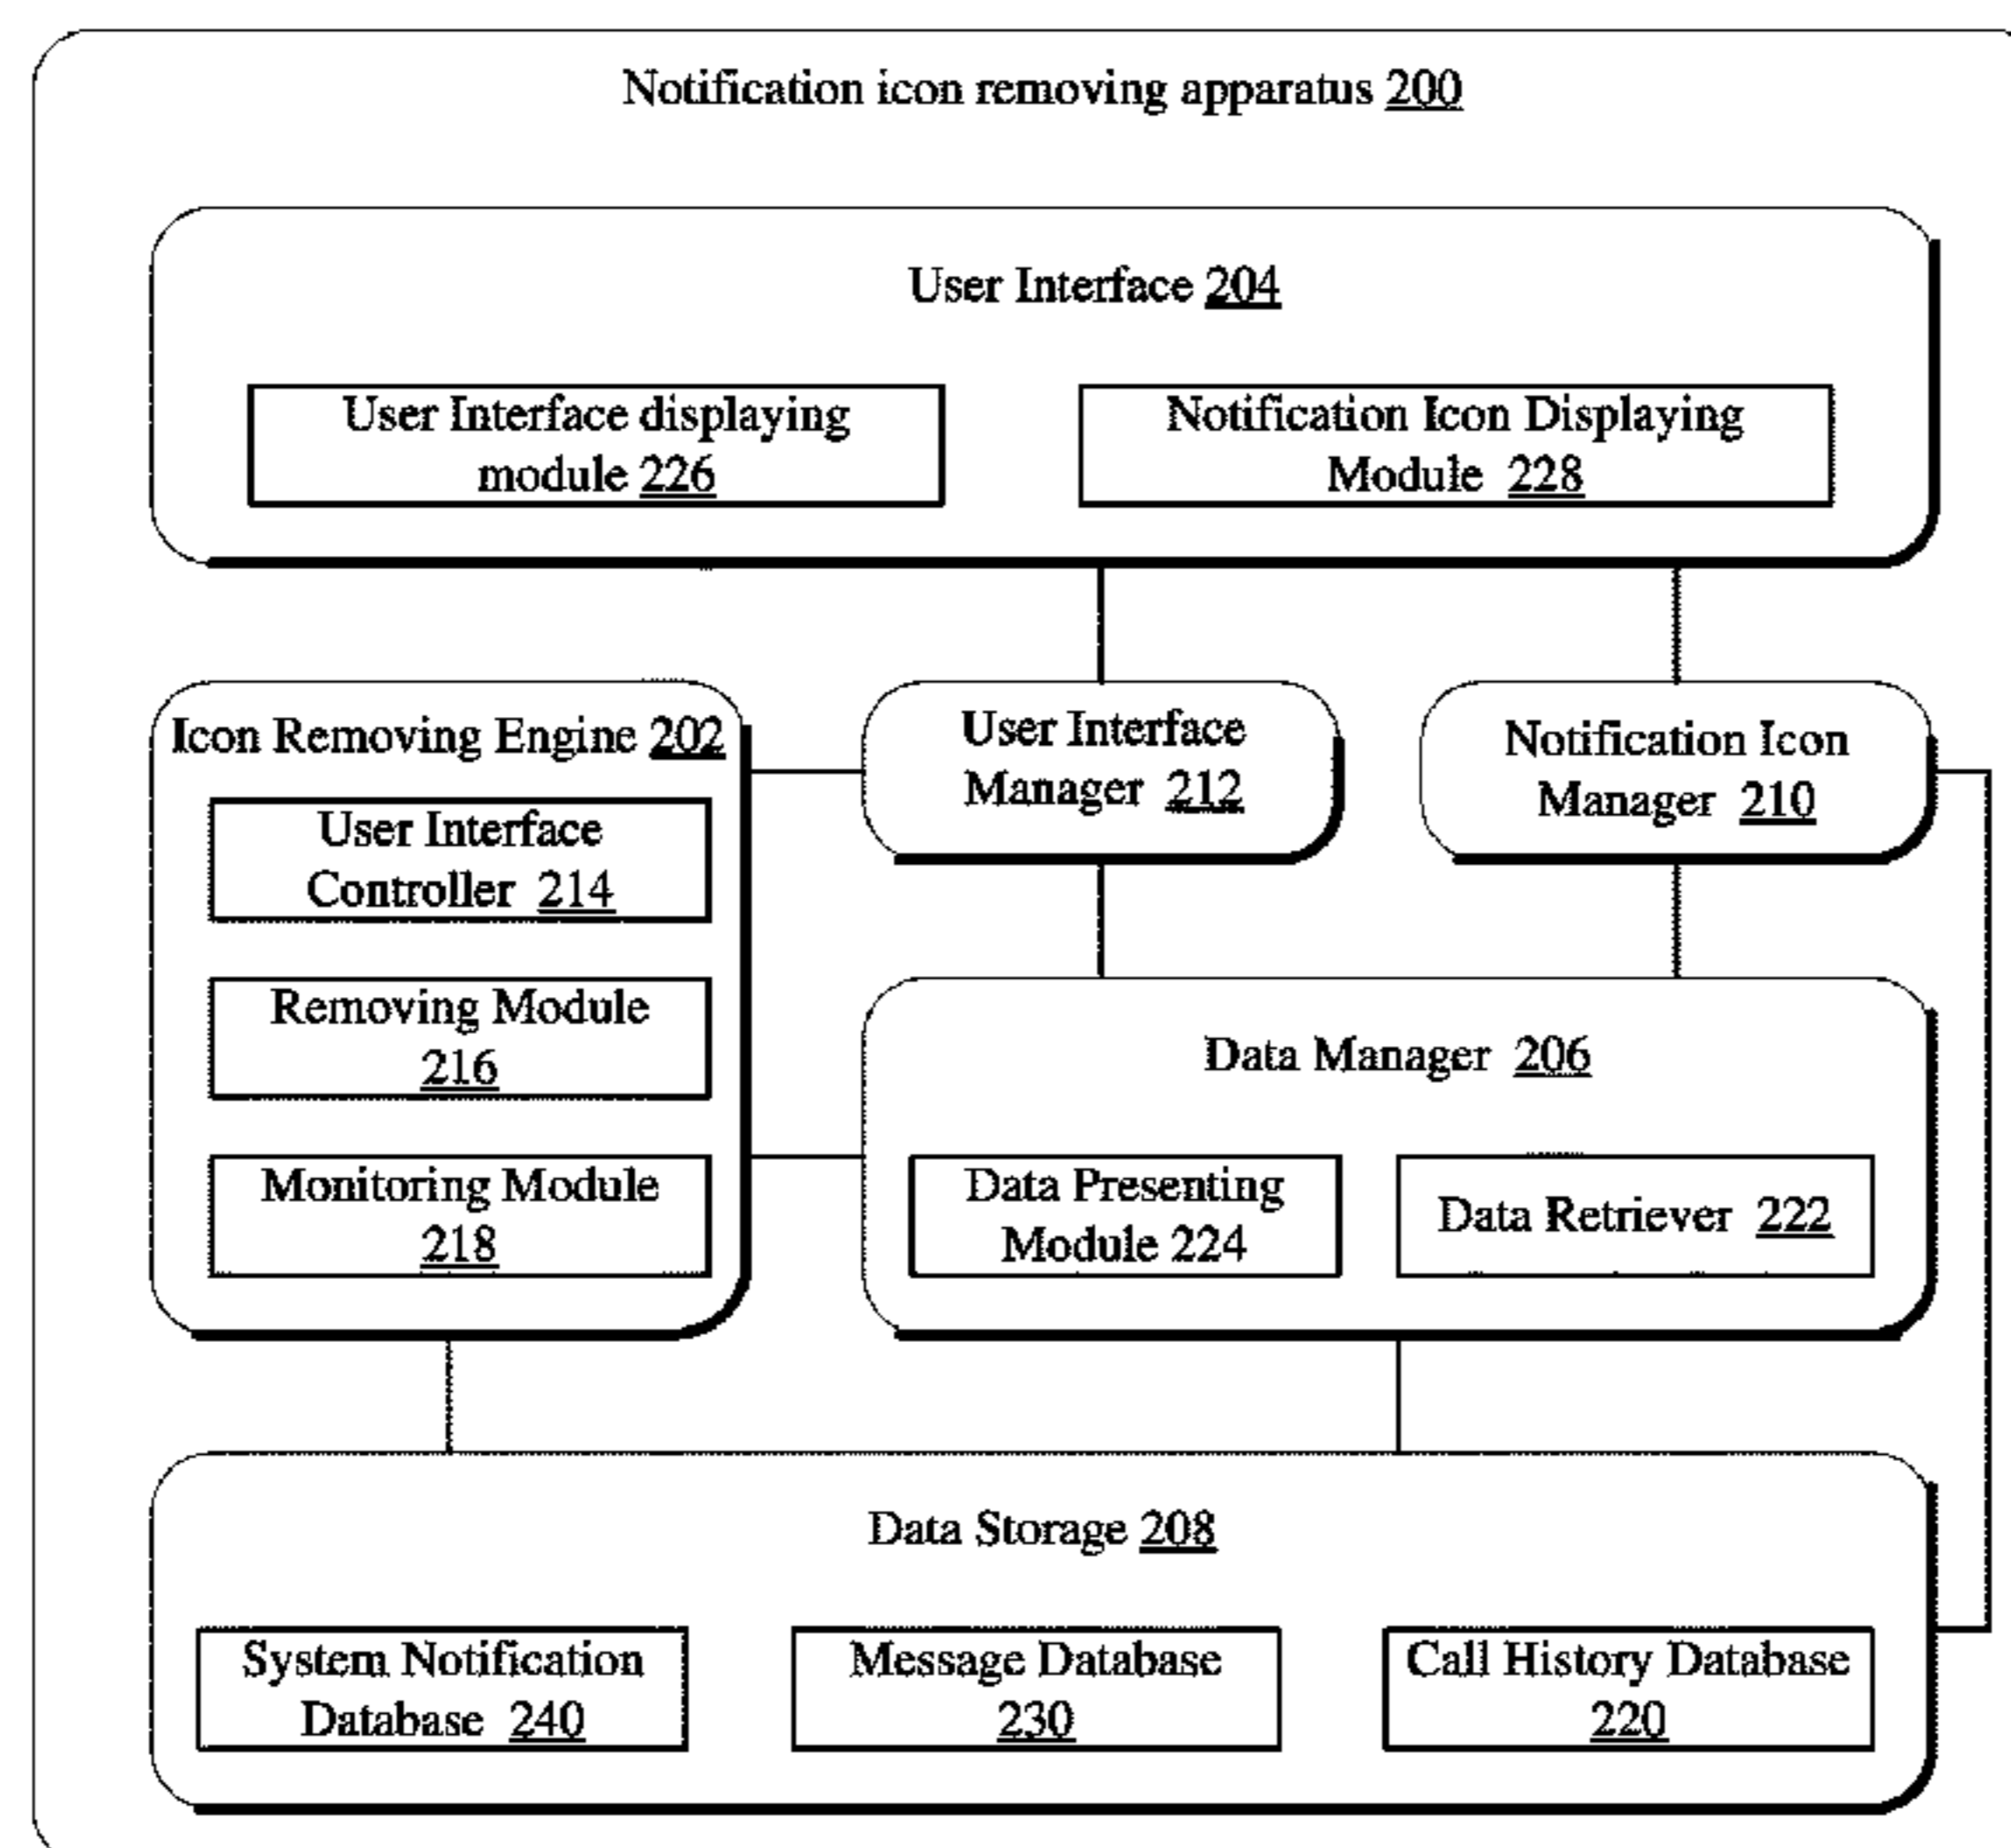 Notification icon removing apparatus 200
User Interface 204
User Interface displaying
module 226
Notification Icon Displaying
Module 228
Icon Removing Engine 202
User Interface
Controller 214
Removing Module
216
Monitoring Module
218
User Interface
Manager 212
Notification Icon
Manager 210
Data Manager 206
Data Presenting
Module 224
Data Retriever 222
Data Storage 208
System Notification
Database 240
Message Database
230
Call History Database
220